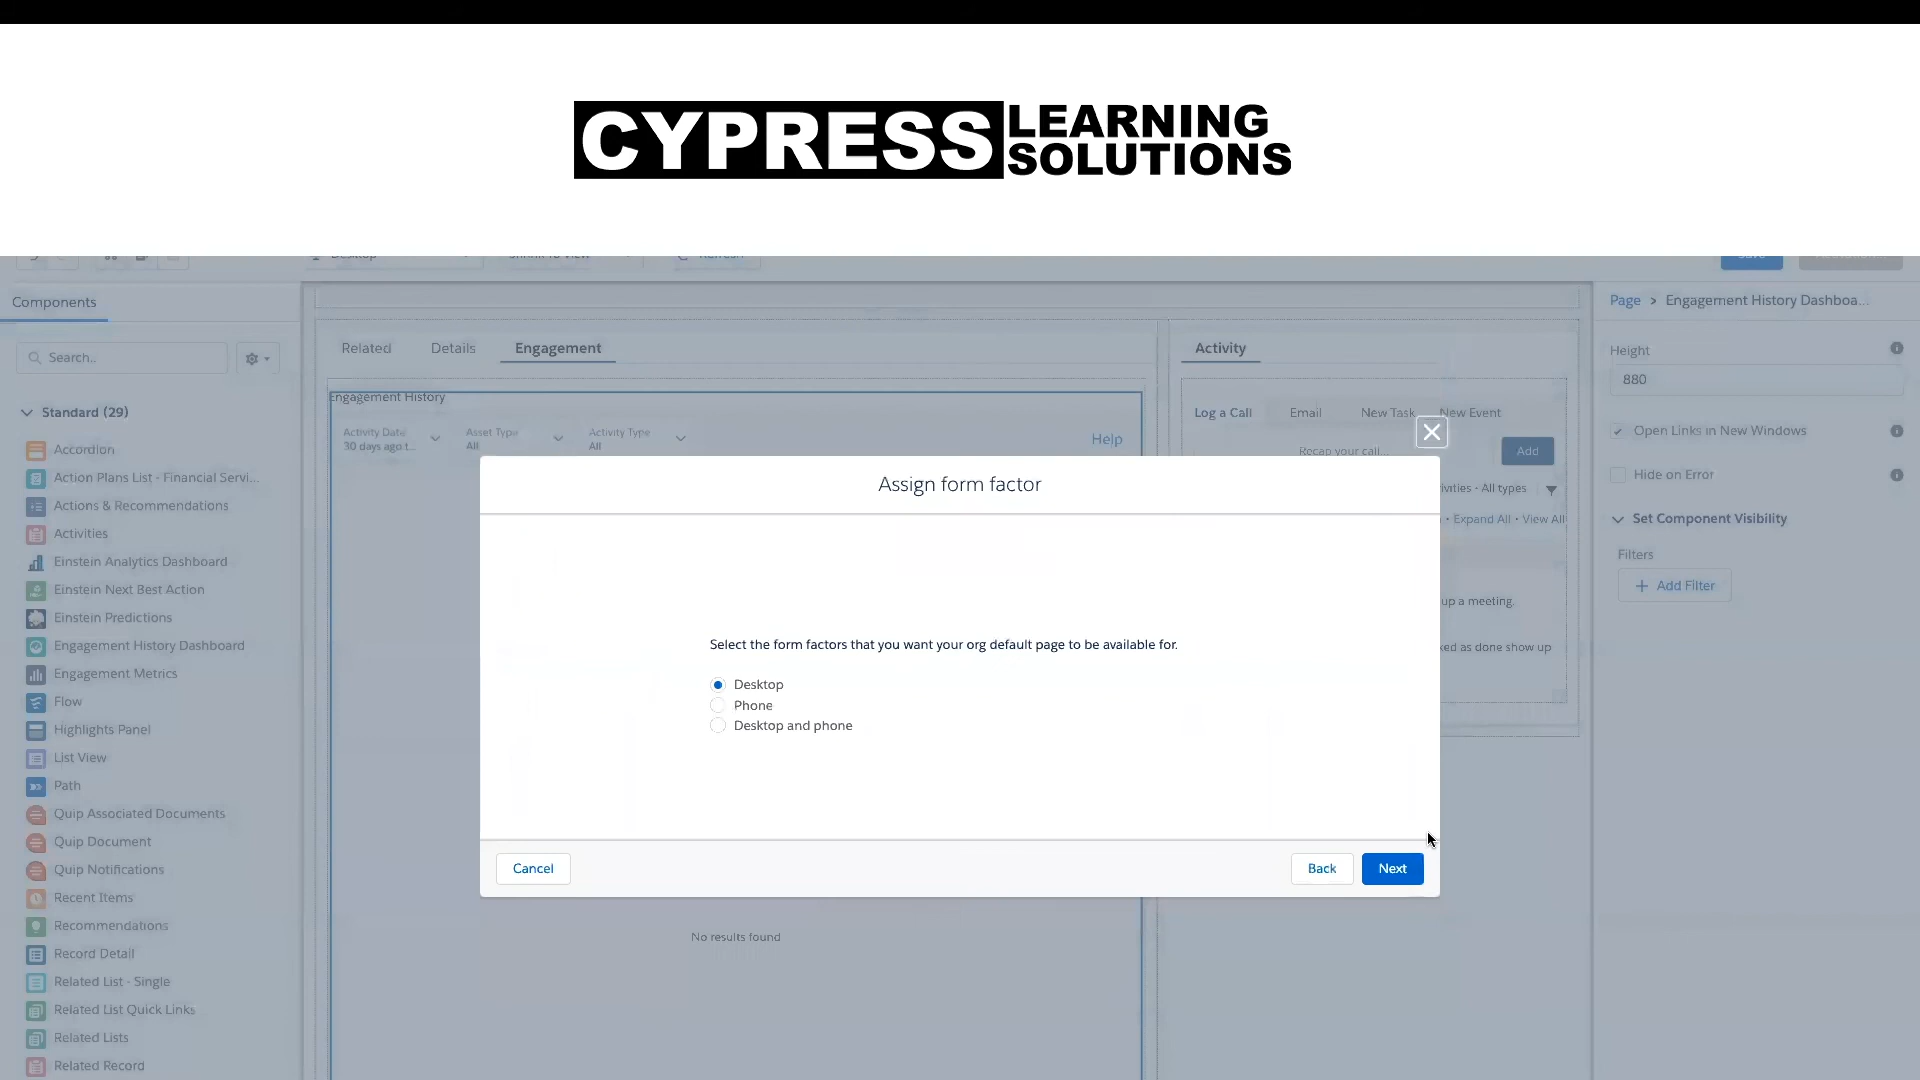 CYPRESS
LEARNING
SOLUTIONS
Components
Page > Engagement History Dashboa...
Search..
Related
Details
Engagement
Activity
Height
880
Engagement History
Activity Date
30 days ago t...
Asset Type
All
Activity Type
All
Help
Log a Call
Email
New Task
New Event
Recap your call...
Add
Open Links in New Windows
Hide on Error
Set Component Visibility
Filters
+ Add Filter
Standard (29)
Accordion
Action Plans List - Financial Servi...
Actions & Recommendations
Activities
Einstein Analytics Dashboard
Einstein Next Best Action
Einstein Predictions
Engagement History Dashboard
Engagement Metrics
Flow
Highlights Panel
List View
Path
Quip Associated Documents
Quip Document
Quip Notifications
Recent Items
Recommendations
Record Detail
Related List - Single
Related List Quick Links
Related Lists
Related Record
- All types
• Expand All • View All
up a meeting.
as done show up
Assign form factor
Select the form factors that you want your org default page to be available for.
Desktop
Phone
Desktop and phone
Cancel
Back
Next
No results found